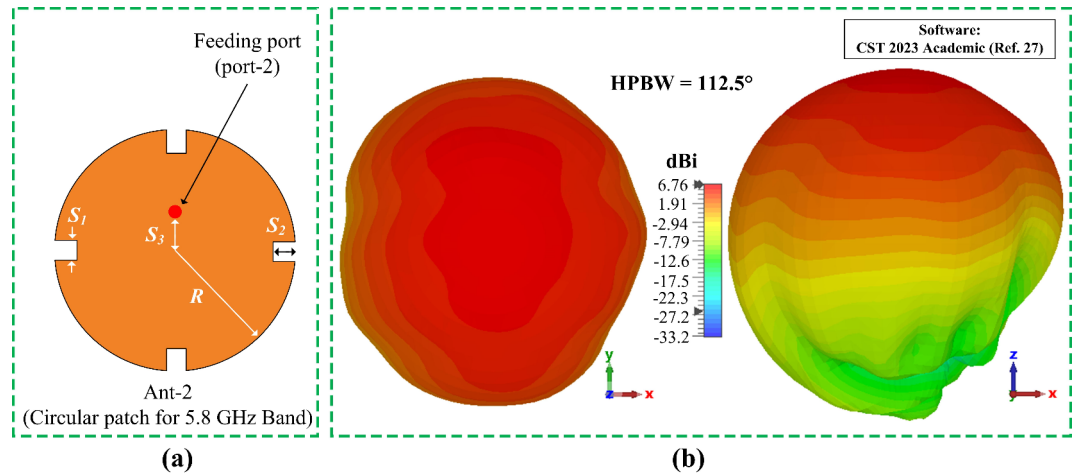 Feeding port
(port-2)
S1
S3
S2
R
Ant-2
(Circular patch for 5.8 GHz Band)
(a)
Software:
CST 2023 Academic (Ref. 27)
HPBW = 112.5°
dBi
6.76
1.91
-2.94
-7.79
-12.6
-17.5
-22.3
-27.2
-33.2
y
z
x
z
y
x
(b)